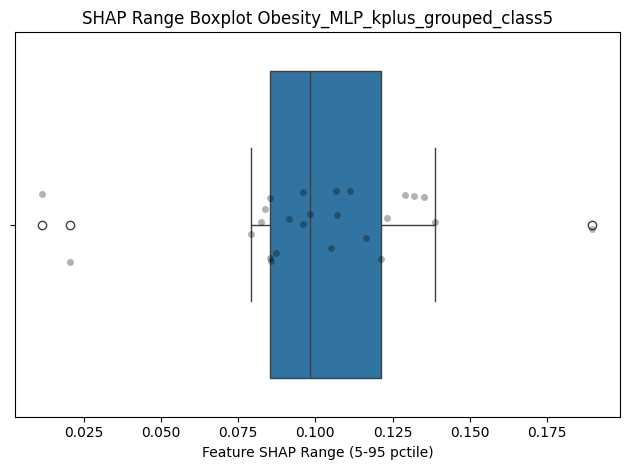 SHAP Range Boxplot Obesity_MLP_kplus_grouped_class5
0.025 0.050 0.075 0.100 0.125 0.150 0.175
Feature SHAP Range (5-95 pctile)